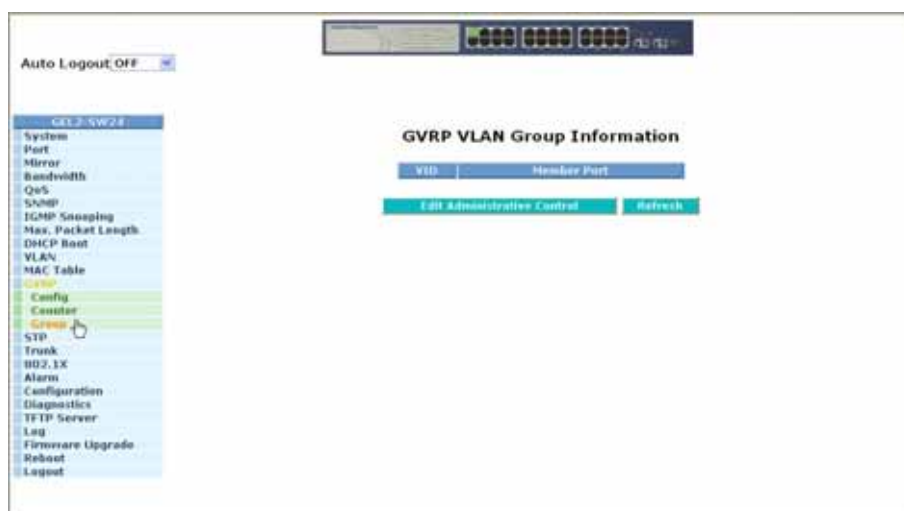 Auto Logout OFF
GEL2-SW24
System
Port
Mirror
Bandwidth
QoS
SNMP
IGMP Snooping
Max. Packet Length
DHCP Boot
VLAN
MAC Table
GVRP
Config
Counter
Group
STP
Trunk
802.1X
Alarm
Configuration
Diagnostics
TFTP Server
Log
Firmware Upgrade
Reboot
Logout
GVRP VLAN Group Information
VID Member Port
Edit Administrative Control Refresh